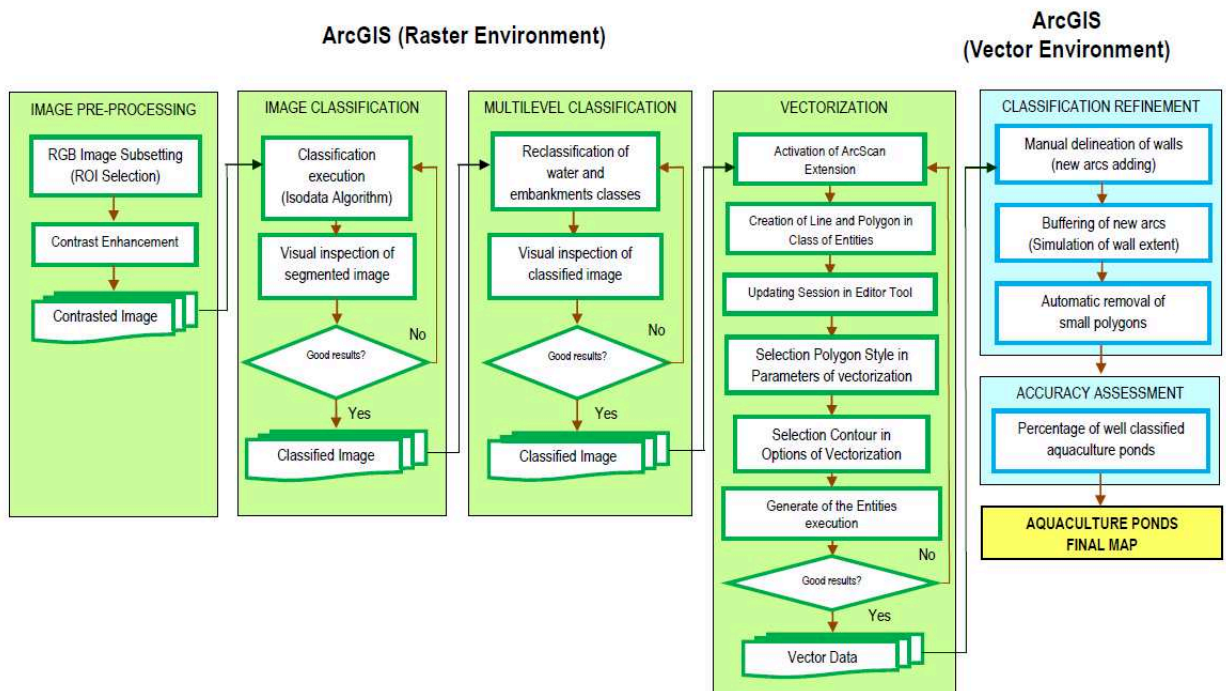 ArcGIS (Raster Environment)
ArcGIS
(Vector Environment)
IMAGE PRE-PROCESSING
RGB Image Subsetting
(ROI Selection)
Contrast Enhancement
Contrasted Image
IMAGE CLASSIFICATION
Classification
execution
(Isodata Algorithm)
Visual inspection of
segmented image
Good results?
No
Yes
Classified Image
MULTILEVEL CLASSIFICATION
Reclassification of
water and
embankments classes
Visual inspection of
classified image
Good results?
No
Yes
Classified Image
VECTORIZATION
Activation of ArcScan
Extension
Creation of Line and Polygon in
Class of Entities
Updating Session in Editor Tool
Selection Polygon Style in
Parameters of vectorization
Selection Contour in
Options of Vectorization
Generate of the Entities
execution
No
Good results?
Yes
Vector Data
CLASSIFICATION REFINEMENT
Manual delineation of walls
(new arcs adding)
Buffering of new arcs
(Simulation of wall extent)
Automatic removal of
small polygons
ACCURACY ASSESSMENT
Percentage of well classified
aquaculture ponds
AQUACULTURE PONDS
FINAL MAP